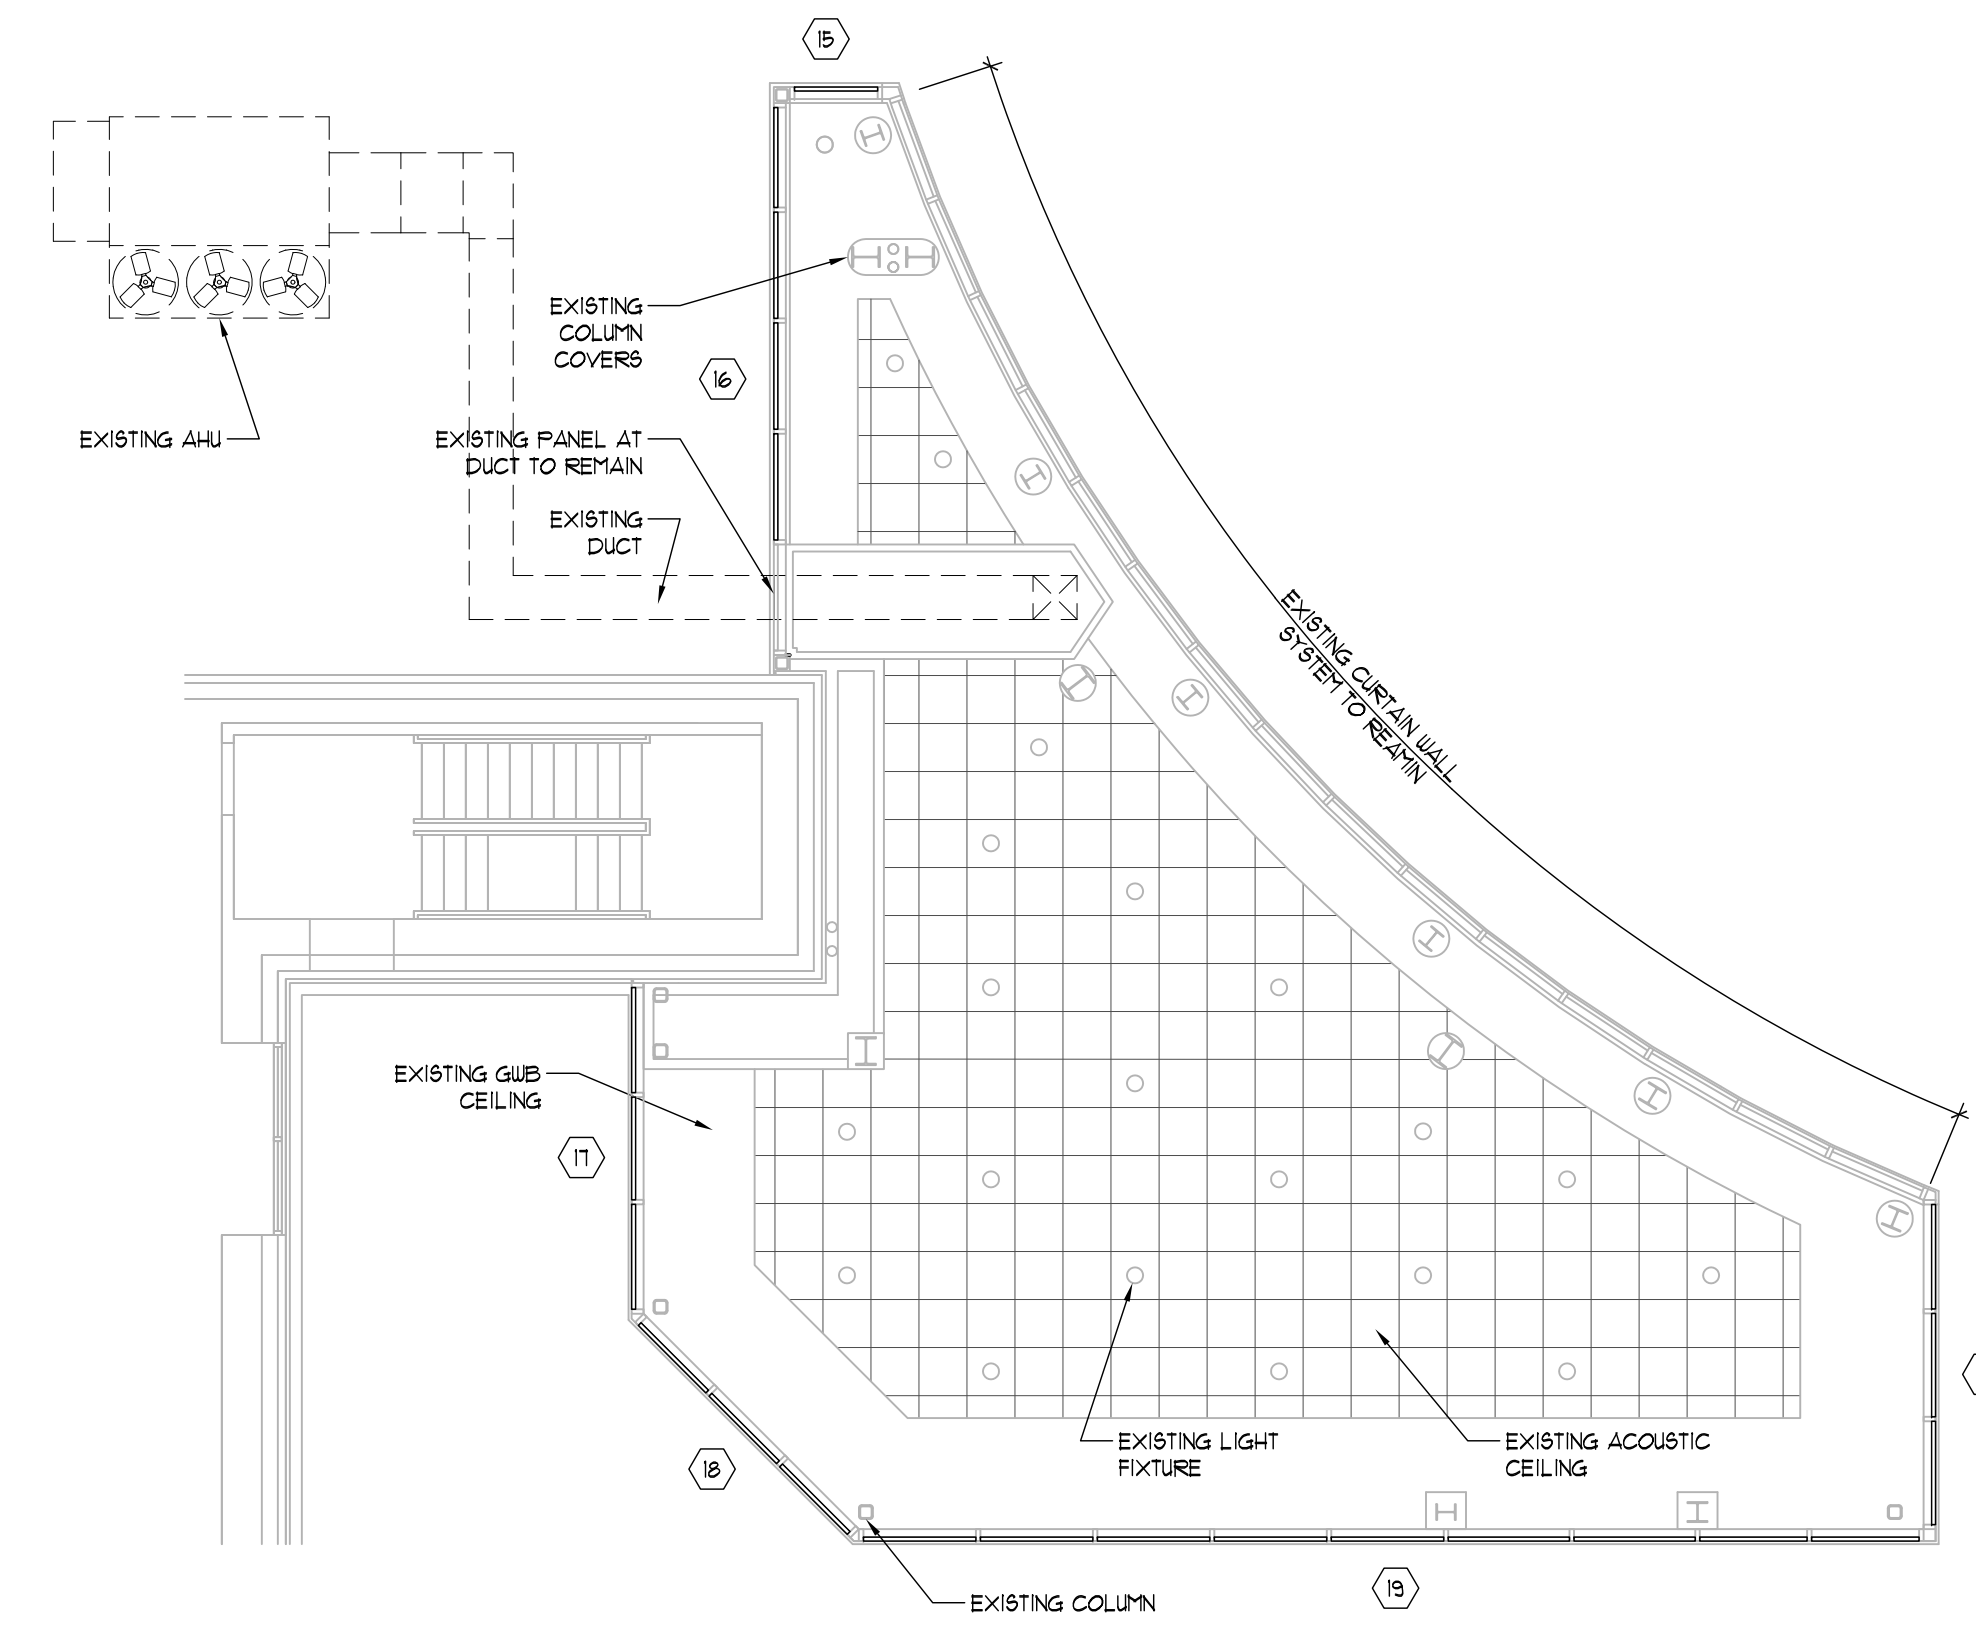 15
EXISTING
COLUMN
COVERS
16
EXISTING AHU
EXISTING PANEL AT
DUCT TO REMAIN
EXISTING
DUCT
EXISTING CURTAIN WALL
SYSTEM TO REAMIN
EXISTING GWB
CEILING
17
EXISTING LIGHT
FIXTURE
EXISTING ACOUSTIC
CEILING
18
19
EXISTING COLUMN